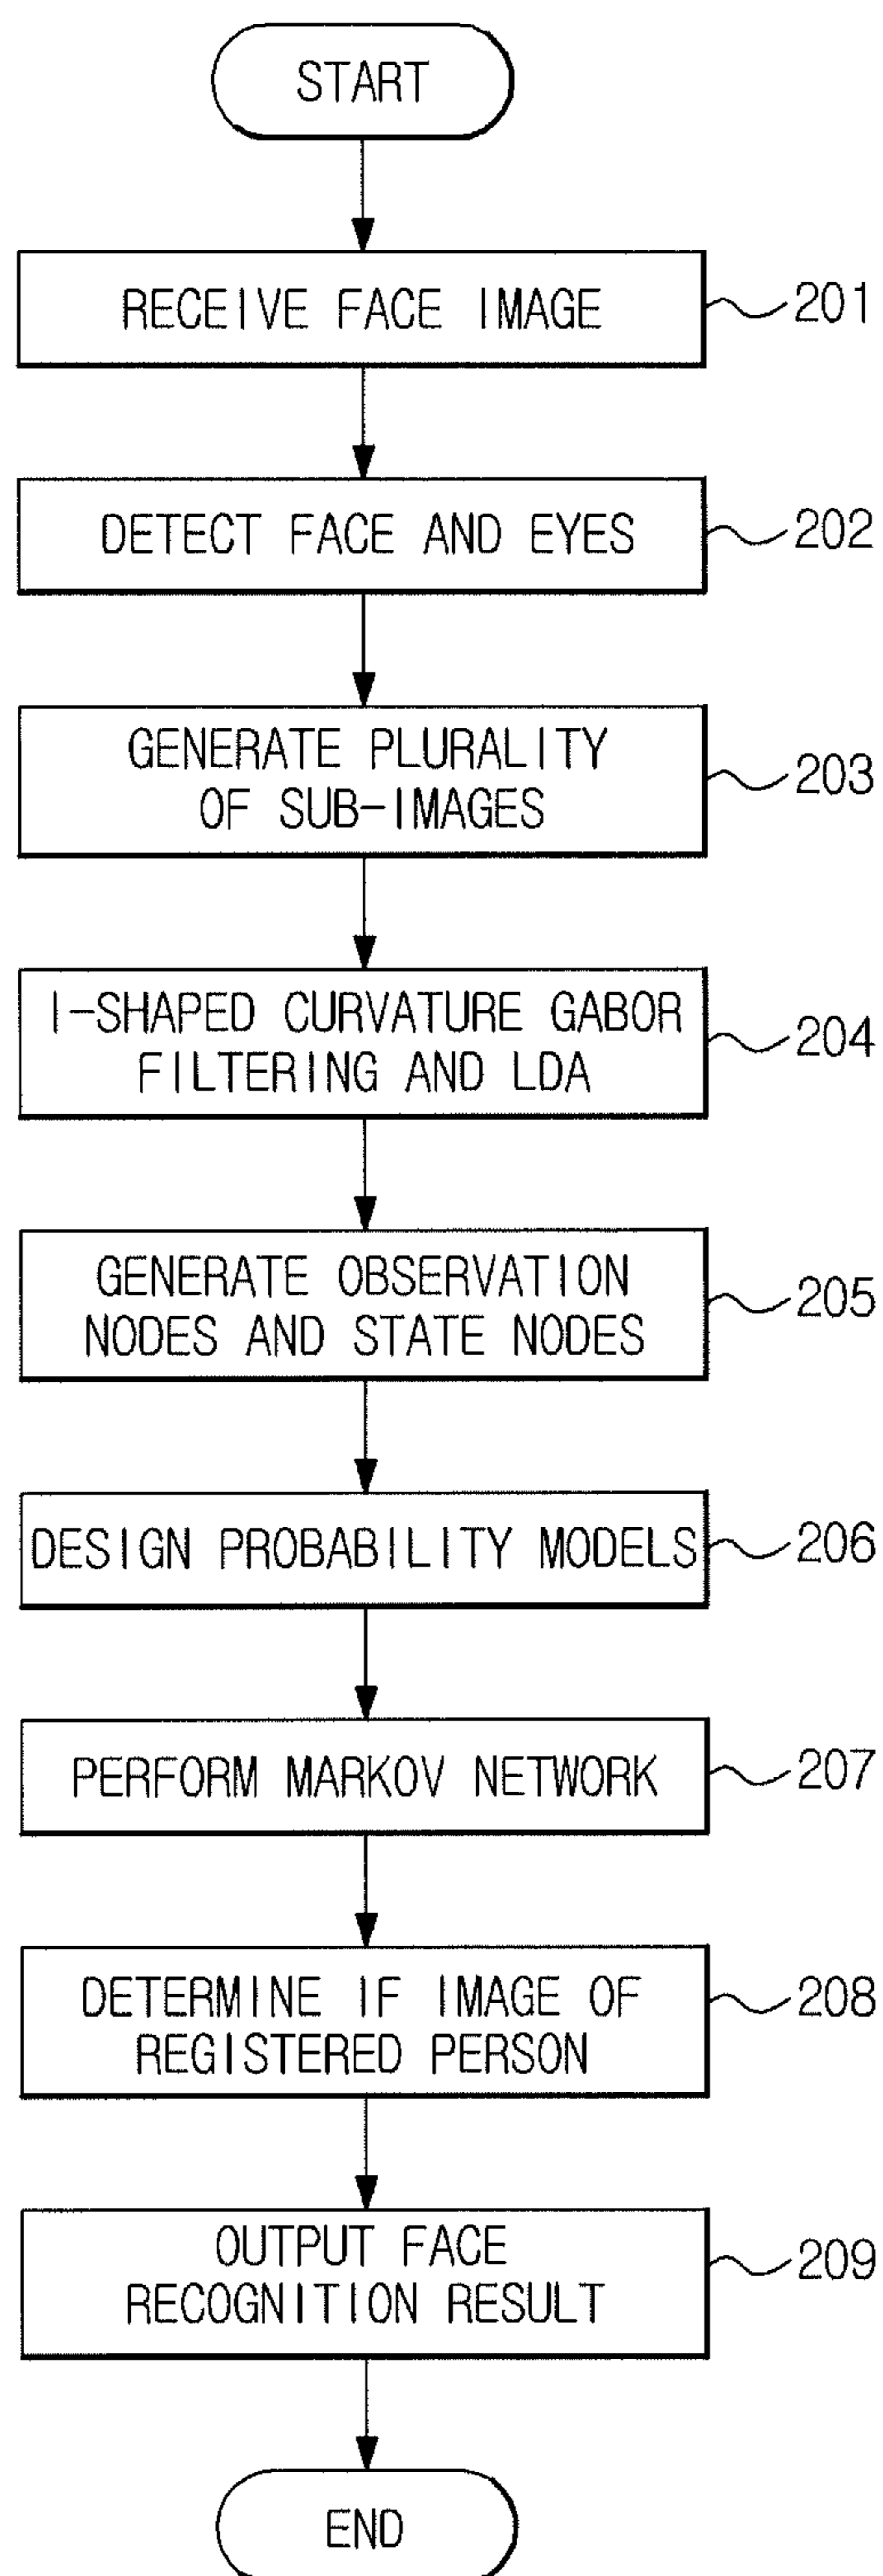 START
RECEIVE FACE IMAGE
201
DETECT FACE AND EYES
202
GENERATE PLURALITY
OF SUB-IMAGES
203
I-SHAPED CURVATURE GABOR
FILTERING AND LDA
204
GENERATE OBSERVATION
NODES AND STATE NODES
205
DESIGN PROBABILITY MODELS
206
PERFORM MARKOV NETWORK
207
DETERMINE IF IMAGE OF
REGISTERED PERSON
208
OUTPUT FACE
RECOGNITION RESULT
209
END